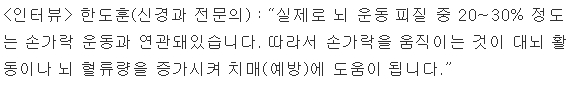 <인터뷰> 한도훈(신경과 전문의) : “실제로 뇌 운동 피질 중 20~30% 정도
는 손가락 운동과 연관돼있습니다. 따라서 손가락을 움직이는 것이 대뇌 활
동이나 뇌 혈류량을 증가시켜 치매(예방)에 도움이 됩니다.”